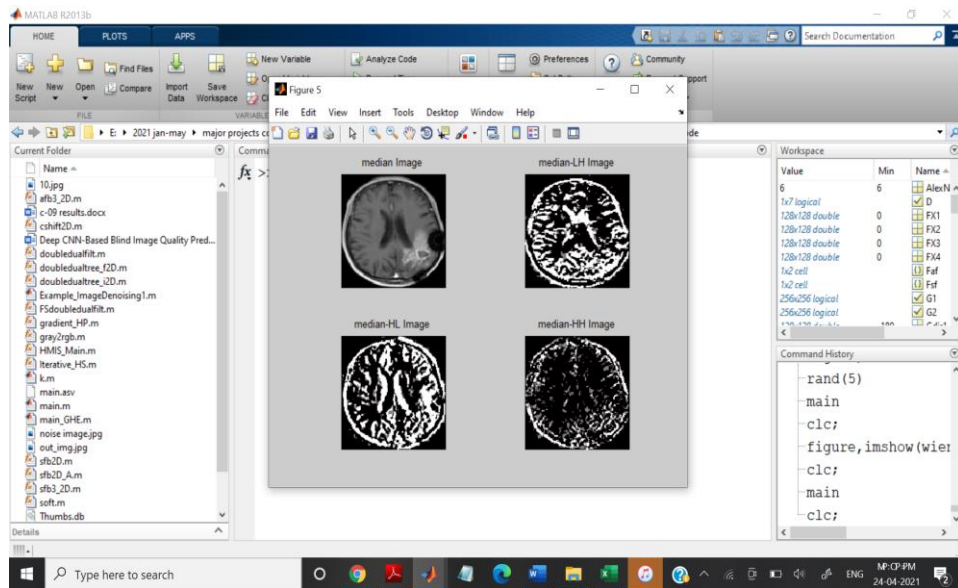 MATLAB R2013b
HOME PLOTS APPS
Search Documentation
New Script
New
Open
Find Files
Compare
Import Data
Save Workspace
New Variable
Analyze Code
Preferences
Community
FILE
VARIABLE
E: 2021 jan-may major projects
Current Folder
Name
10.jpg
afb3_2D.m
c-09 results.docx
cshift2D.m
Deep CNN-Based Blind Image Quality Pred...
doubledualfilt.m
doubledualtree_f2D.m
doubledualtree_i2D.m
Example_ImageDenoising1.m
FSdoubledualfilt.m
gradient_HP.m
gray2rgb.m
HMIS_Main.m
Iterative_HS.m
k.m
main.asv
main.m
main_GHE.m
noise image.jpg
out_img.jpg
sfb2D.m
sfb2D_A.m
sfb3_2D.m
soft.m
Thumbs.db
Details
fx >>
Figure 5
File Edit View Insert Tools Desktop Window Help
median Image
median-LH Image
median-HL Image
median-HH Image
Workspace
Value Min Name
6 6 AlexN
1x7 logical D
128x128 double 0 FX1
128x128 double 0 FX2
128x128 double 0 FX3
128x128 double 0 FX4
1x2 cell Faf
1x2 cell Fsf
256x256 logical G1
256x256 logical G2
Command History
rand(5)
main
clc;
figure,imshow(wier
clc;
main
clc;
Type here to search
ENG
24-04-2021